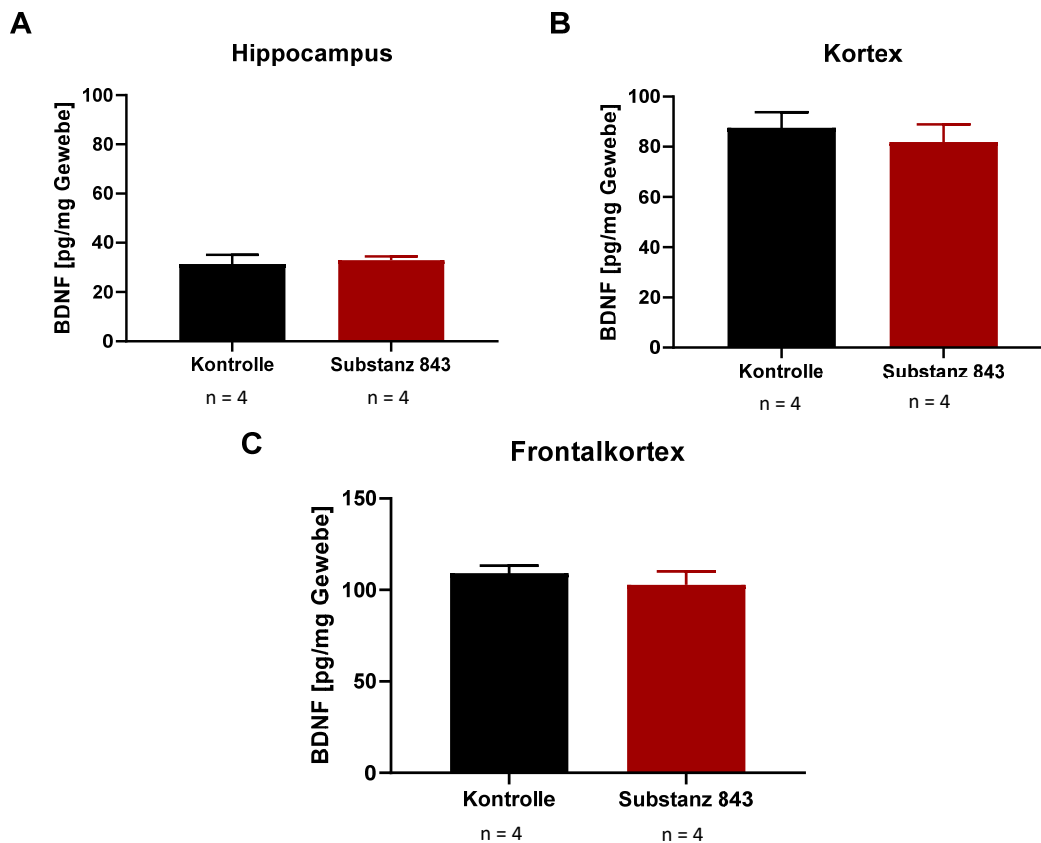 A
Hippocampus
BDNF [pg/mg Gewebe]
100
80
60
40
20
0
Kontrolle Substanz 843
n = 4 n = 4
B
Kortex
BDNF [pg/mg Gewebe]
100
80
60
40
20
0
Kontrolle Substanz 843
n = 4 n = 4
C
Frontalkortex
BDNF [pg/mg Gewebe]
150
100
50
0
Kontrolle Substanz 843
n = 4 n = 4